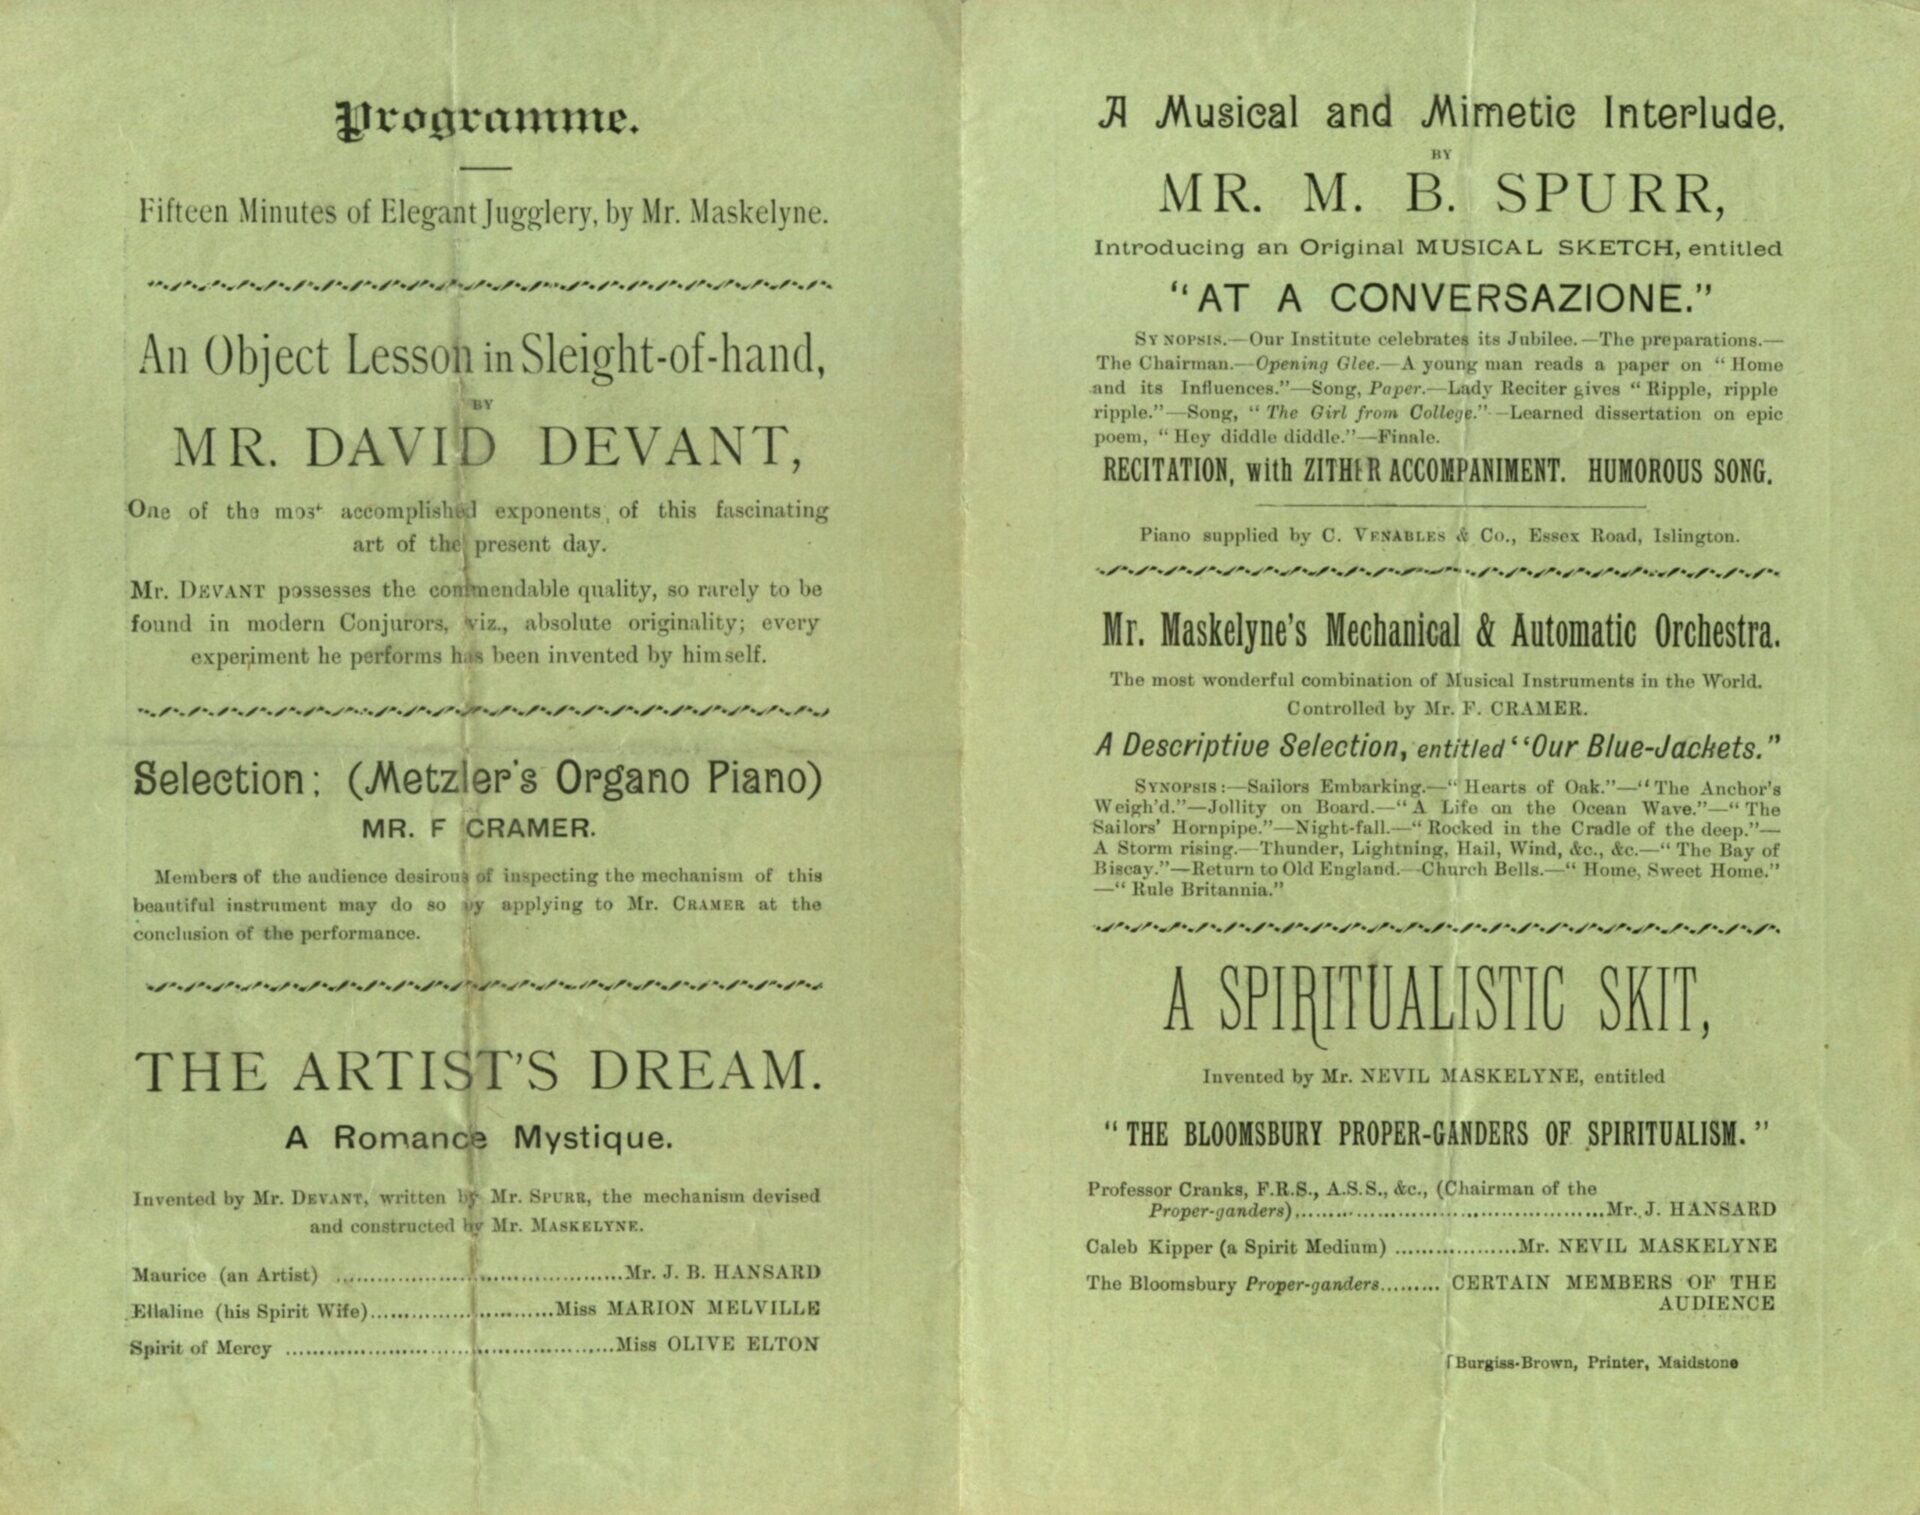 Programme.
Fifteen Minutes of Elegant Jugglery, by Mr. Maskelyne.
An Object Lesson in Sleight-of-hand,
BY
MR. DAVID DEVANT,
One of the most accomplished exponents of this fascinating
art of the present day.
Mr. DEVANT possesses the commendable quality, so rarely to be
found in modern Conjurors, viz., absolute originality; every
experiment he performs has been invented by himself.
Selection: (Metzler's Organo Piano)
MR. F CRAMER.
Members of the audience desirous of inspecting the mechanism of this
beautiful instrument may do so by applying to Mr. CRAMER at the
conclusion of the performance.
THE ARTIST'S DREAM.
A Romance Mystique.
Invented by Mr. DEVANT, written by Mr. SPURR, the mechanism devised
and constructed by Mr. MASKELYNE.
Maurice (an Artist) ........................................Mr. J. B. HANSARD
Ellaline (his Spirit Wife)...........................Miss MARION MELVILLE
Spirit of Mercy ................................................Miss OLIVE ELTON
A Musical and Mimetic Interlude,
BY
MR. M. B. SPURR,
Introducing an Original MUSICAL SKETCH, entitled
"AT A CONVERSAZIONE."
SYNOPSIS.—Our Institute celebrates its Jubilee.—The preparations.—
The Chairman.—Opening Glee.—A young man reads a paper on "Home
and its Influences."—Song, Paper.—Lady Reciter gives "Ripple, ripple
ripple."—Song, "The Girl from College."—Learned dissertation on epic
poem, "Hey diddle diddle."—Finale.
RECITATION, with ZITHER ACCOMPANIMENT. HUMOROUS SONG.
Piano supplied by C. VENABLES & Co., Essex Road, Islington.
Mr. Maskelyne's Mechanical & Automatic Orchestra.
The most wonderful combination of Musical Instruments in the World.
Controlled by Mr. F. CRAMER.
A Descriptive Selection, entitled "Our Blue-Jackets."
SYNOPSIS:—Sailors Embarking.—"Hearts of Oak."—"The Anchor's
Weigh'd."—Jollity on Board.—"A Life on the Ocean Wave."—"The
Sailors' Hornpipe."—Night-fall.—"Rocked in the Cradle of the deep."—
A Storm rising.—Thunder, Lightning, Hail, Wind, &c., &c.—"The Bay of
Biscay."—Return to Old England.—Church Bells.—"Home, Sweet Home."
—"Rule Britannia."
A SPIRITUALISTIC SKIT,
Invented by Mr. NEVIL MASKELYNE, entitled
"THE BLOOMSBURY PROPER-GANDERS OF SPIRITUALISM."
Professor Cranks, F.R.S., A.S.S., &c., (Chairman of the
Proper-ganders)..............................................Mr. J. HANSARD
Caleb Kipper (a Spirit Medium) ..................Mr. NEVIL MASKELYNE
The Bloomsbury Proper-ganders......... CERTAIN MEMBERS OF THE
AUDIENCE
Burgiss-Brown, Printer, Maidstone